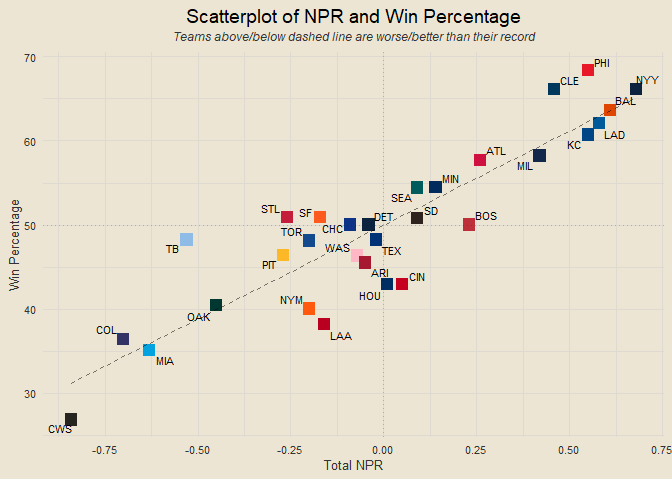 Scatterplot of NPR and Win Percentage
Teams above/below dashed line are worse/better than their record
70
PHI
CLE
NYY
BAL
LAD
60
KC
ATL
MIL
MIN
SEA
STL
SF
SD
BOS
DET
50
CHC
TOR
TB
WAS
TEX
PIT
ARI
CIN
HOU
NYM
40
OAK
LAA
COL
MIA
30
CWS
Win Percentage
-0.75
-0.50
-0.25
0.00
0.25
0.50
0.75
Total NPR